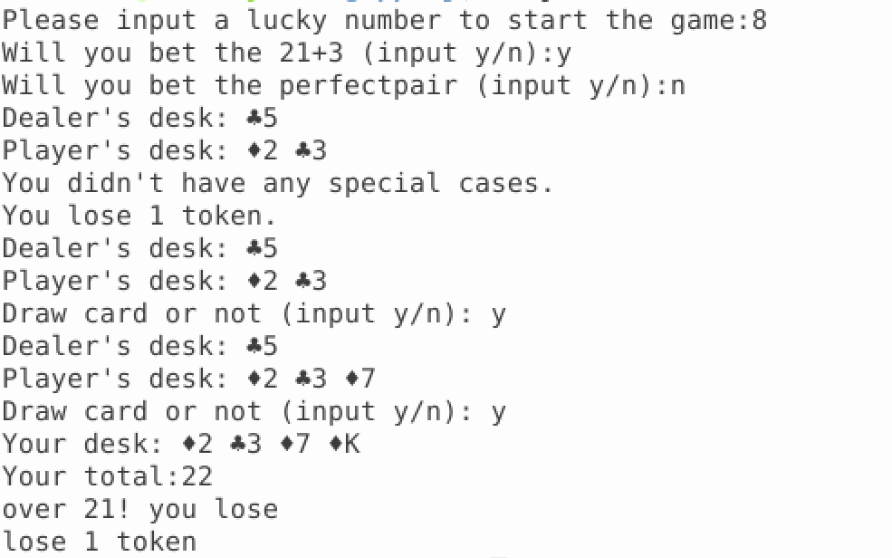 Please input a lucky number to start the game:8
Will you bet the 21+3 (input y/n):y
Will you bet the perfectpair (input y/n):n
Dealer's desk: ♣5
Player's desk: ♦2 ♣3
You didn't have any special cases.
You lose 1 token.
Dealer's desk: ♣5
Player's desk: ♦2 ♣3
Draw card or not (input y/n): y
Dealer's desk: ♣5
Player's desk: ♦2 ♣3 ♦7
Draw card or not (input y/n): y
Your desk: ♦2 ♣3 ♦7 ♦K
Your total:22
over 21! you lose
lose 1 token